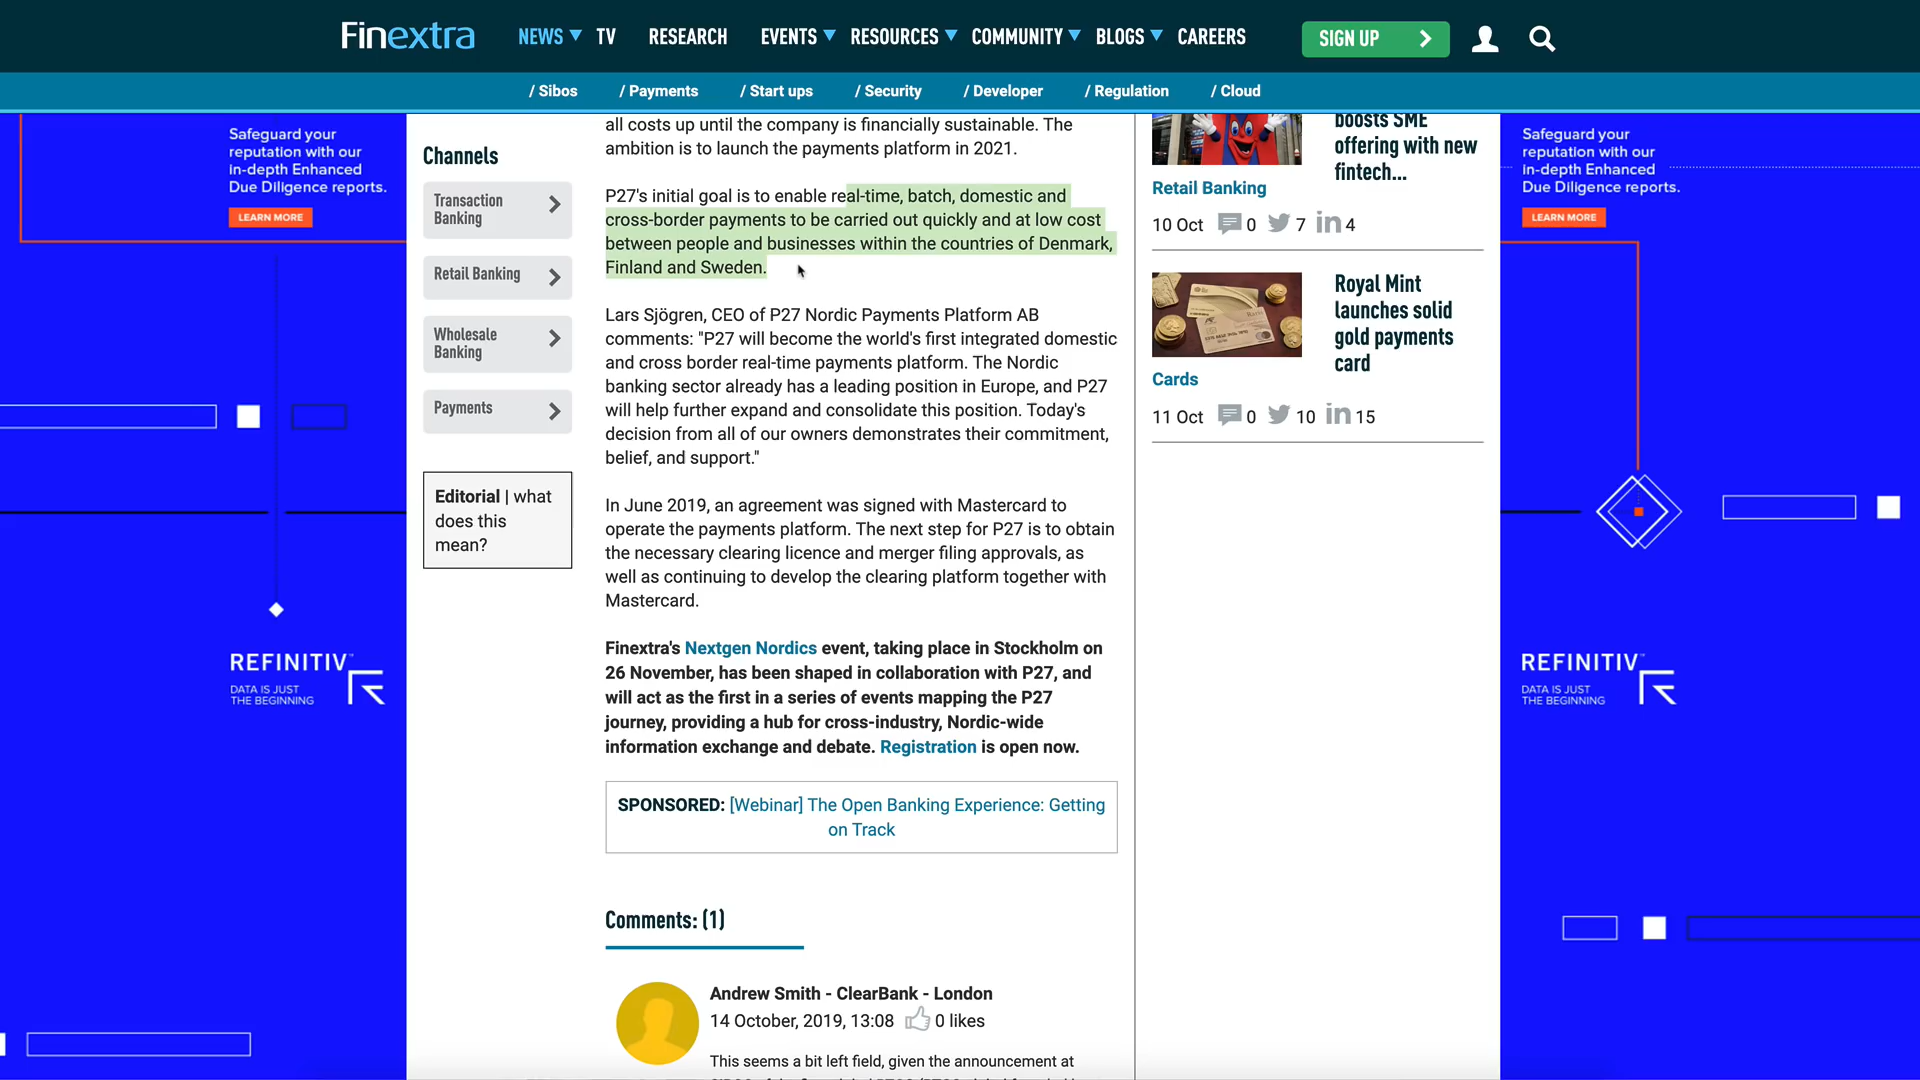 Finextra
NEWS TV RESEARCH EVENTS RESOURCES COMMUNITY BLOGS CAREERS SIGN UP
/ Sibos / Payments / Start ups / Security / Developer / Regulation / Cloud
Safeguard your
reputation with our
in-depth Enhanced
Due Diligence reports.
LEARN MORE
REFINITIV™
DATA IS JUST
THE BEGINNING
Channels
Transaction
Banking
Retail Banking
Wholesale
Banking
Payments
Editorial | what
does this
mean?
all costs up until the company is financially sustainable. The
ambition is to launch the payments platform in 2021.
P27's initial goal is to enable real-time, batch, domestic and
cross-border payments to be carried out quickly and at low cost
between people and businesses within the countries of Denmark,
Finland and Sweden.
Lars Sjögren, CEO of P27 Nordic Payments Platform AB
comments: "P27 will become the world's first integrated domestic
and cross border real-time payments platform. The Nordic
banking sector already has a leading position in Europe, and P27
will help further expand and consolidate this position. Today's
decision from all of our owners demonstrates their commitment,
belief, and support."
In June 2019, an agreement was signed with Mastercard to
operate the payments platform. The next step for P27 is to obtain
the necessary clearing licence and merger filing approvals, as
well as continuing to develop the clearing platform together with
Mastercard.
Finextra's Nextgen Nordics event, taking place in Stockholm on
26 November, has been shaped in collaboration with P27, and
will act as the first in a series of events mapping the P27
journey, providing a hub for cross-industry, Nordic-wide
information exchange and debate. Registration is open now.
SPONSORED: [Webinar] The Open Banking Experience: Getting
on Track
Comments: (1)
Andrew Smith - ClearBank - London
14 October, 2019, 13:08 0 likes
This seems a bit left field, given the announcement at
boosts SME
offering with new
fintech...
Retail Banking
10 Oct 0 7 in 4
Royal Mint
launches solid
gold payments
card
Cards
11 Oct 0 10 in 15
Safeguard your
reputation with our
in-depth Enhanced
Due Diligence reports.
LEARN MORE
REFINITIV™
DATA IS JUST
THE BEGINNING